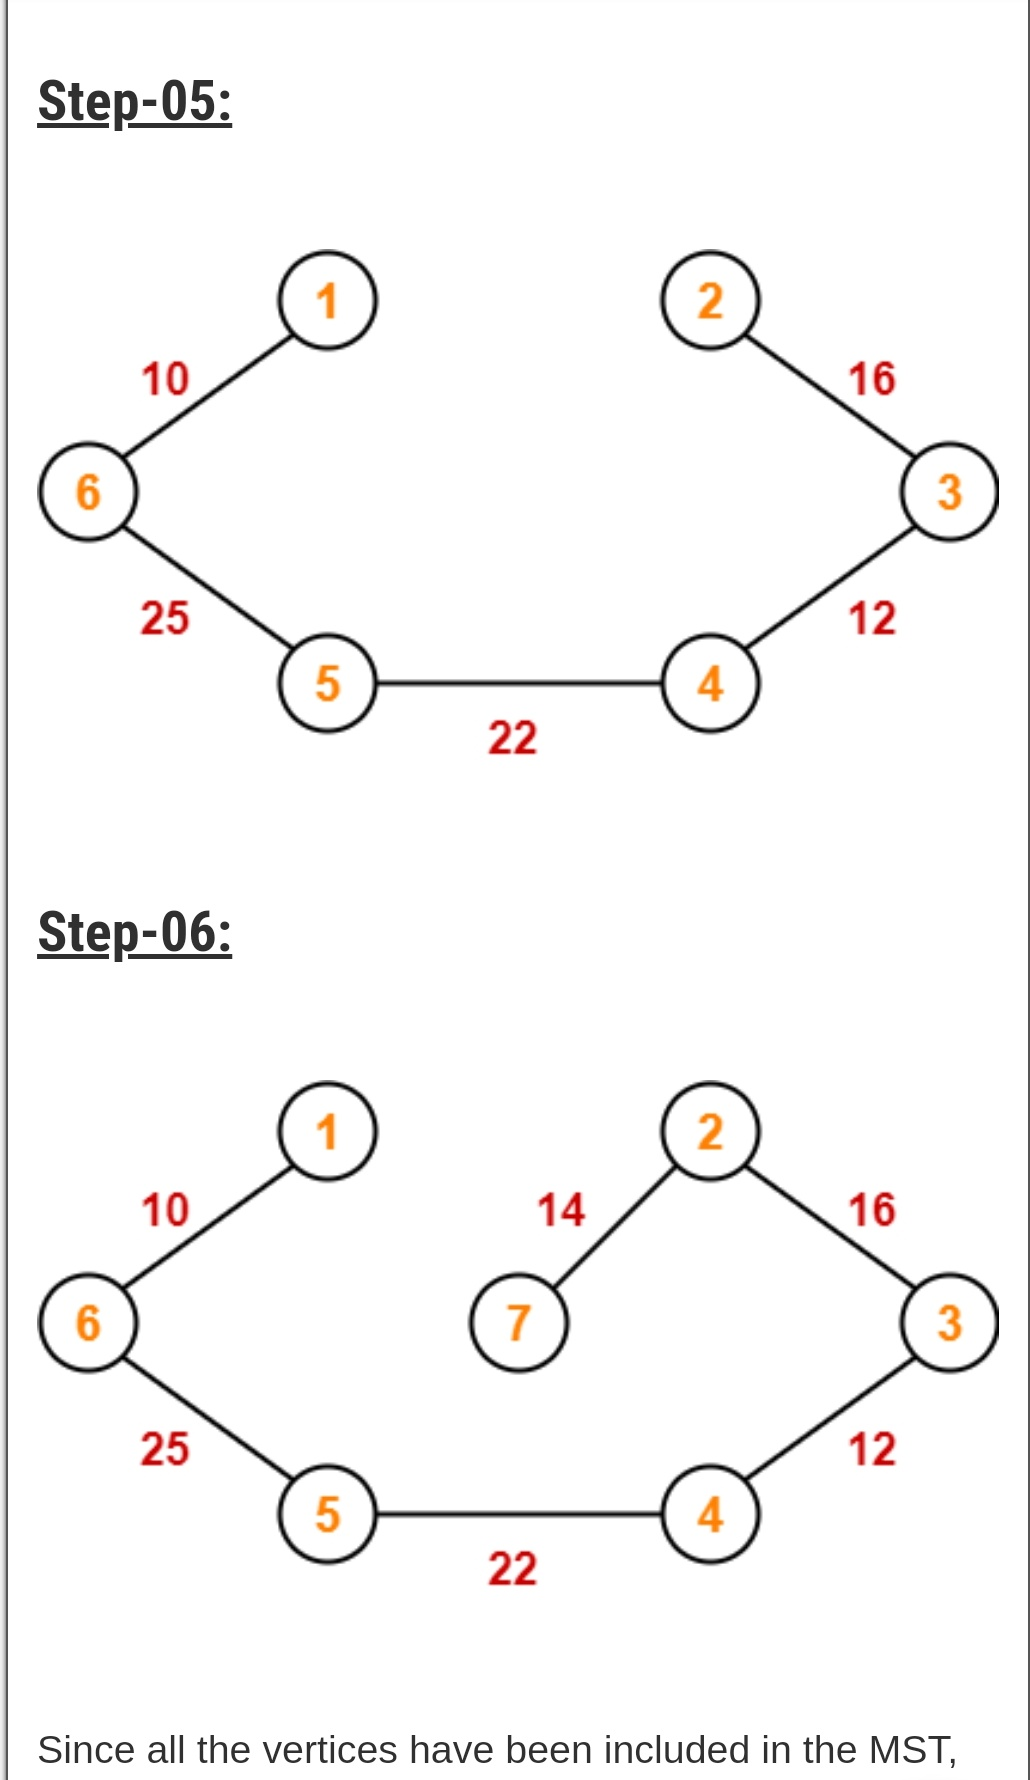 Step-05:
1 2
10 16
6 3
25 12
5 4
22
Step-06:
1 2
10 14 16
6 7 3
25 12
5 4
22
Since all the vertices have been included in the MST,